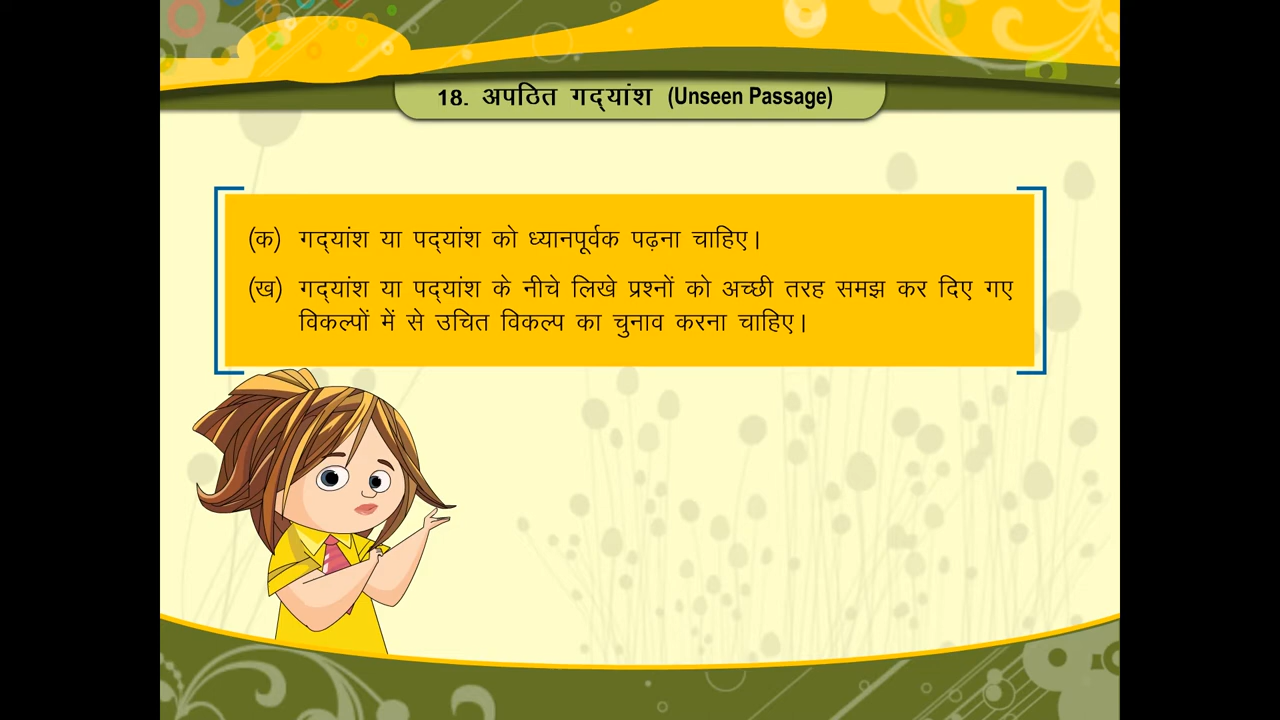 18. अपठित गद्‌यांश (Unseen Passage)
(क) गद्‌यांश या पद्‌यांश को ध्यानपूर्वक पढ़ना चाहिए।
(ख) गद्‌यांश या पद्‌यांश के नीचे लिखे प्रश्नों को अच्छी तरह समझ कर दिए गए
विकल्पों में से उचित विकल्प का चुनाव करना चाहिए।